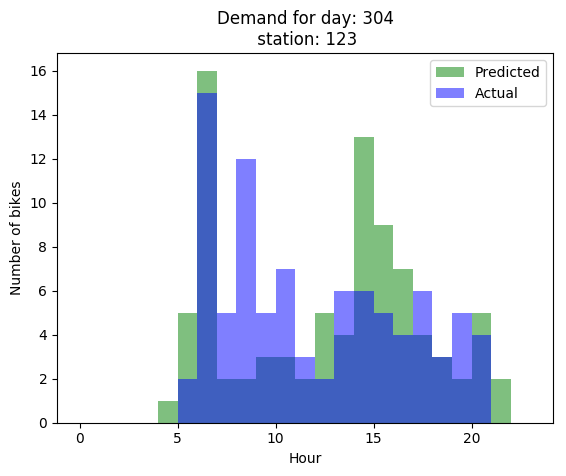 Demand for day: 304
station: 123
Predicted
Actual
Number of bikes
16
14
12
10
8
6
4
2
0
0 5 10 15 20
Hour